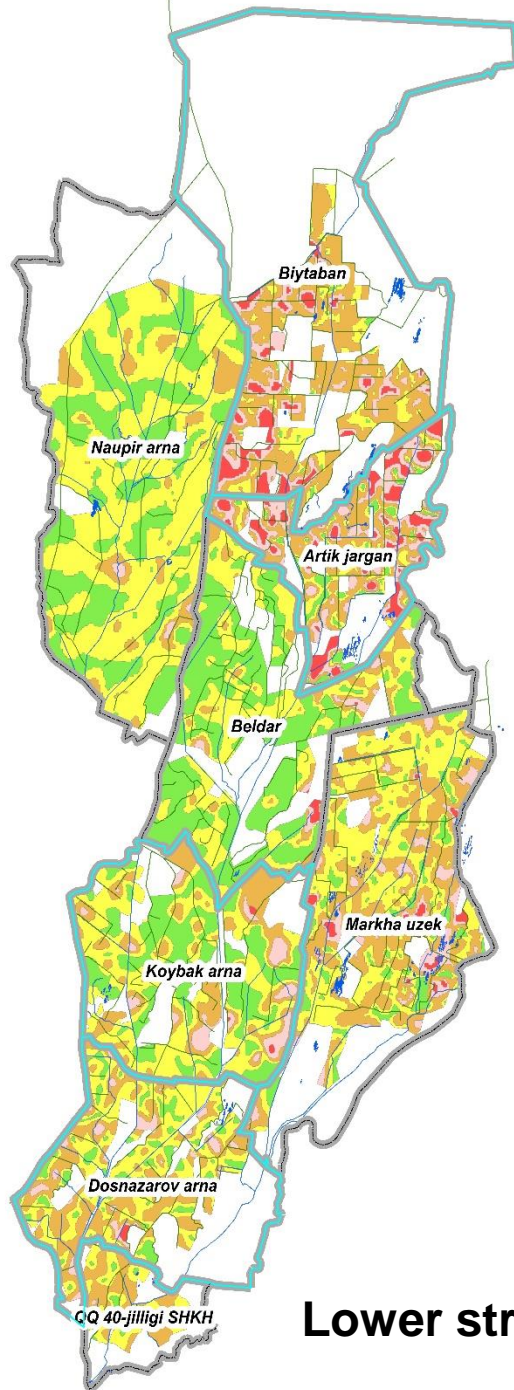 Biytaban
Naupir arna
Artik jargan
Beldar
Markha uzek
Koybak arna
Dosnazarov arna
QQ 40-jilligi SHKH
Lower str